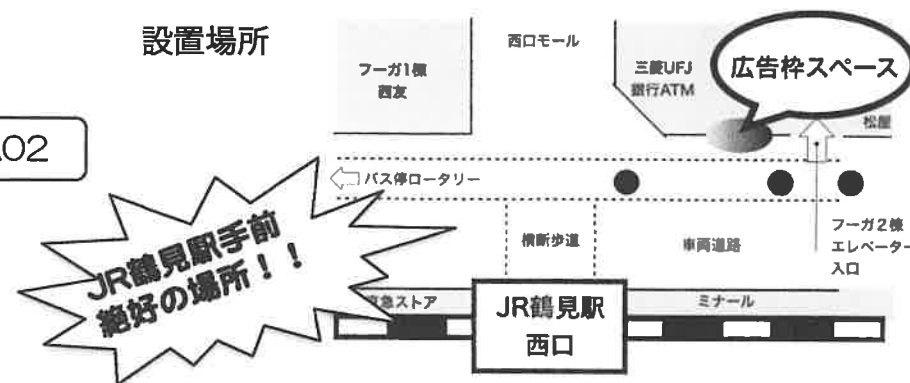 設置場所
西口モール
フーガ1棟
西友
三菱UFJ
銀行ATM
広告枠スペース
松屋
バス停ロータリー
JR鶴見駅手前
絶好の場所!!
横断歩道
車両道路
フーガ2棟
エレベーター
入口
急ストア
JR鶴見駅
西口
ミナール
02